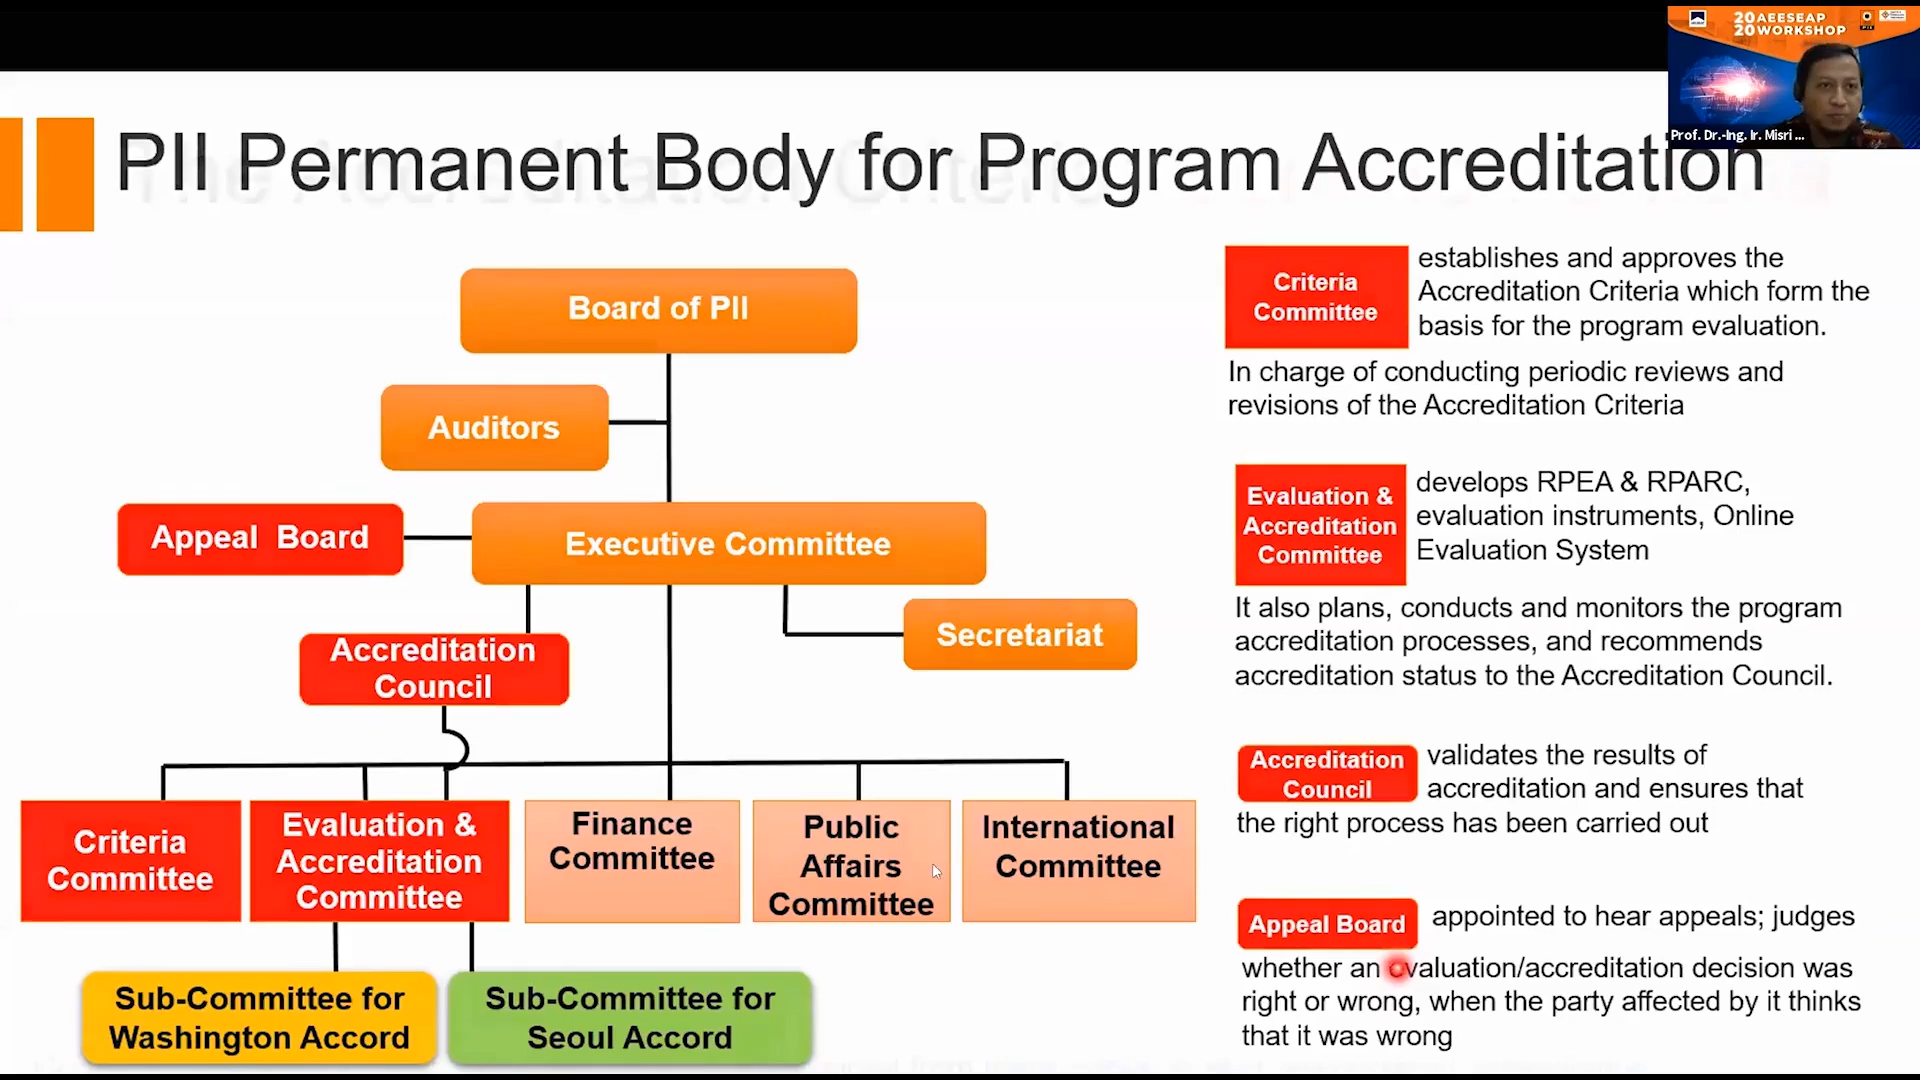 20 AEESEAP
20 WORKSHOP
Prof. Dr.-Ing. Ir. Misri ...
PII Permanent Body for Program Accreditation
Board of PII
Auditors
Appeal Board
Executive Committee
Secretariat
Accreditation
Council
Criteria
Committee
Evaluation &
Accreditation
Committee
Finance
Committee
Public
Affairs
Committee
International
Committee
Sub-Committee for
Washington Accord
Sub-Committee for
Seoul Accord
Criteria
Committee
establishes and approves the
Accreditation Criteria which form the
basis for the program evaluation.
In charge of conducting periodic reviews and
revisions of the Accreditation Criteria
Evaluation &
Accreditation
Committee
develops RPEA & RPARC,
evaluation instruments, Online
Evaluation System
It also plans, conducts and monitors the program
accreditation processes, and recommends
accreditation status to the Accreditation Council.
Accreditation
Council
validates the results of
accreditation and ensures that
the right process has been carried out
Appeal Board
appointed to hear appeals; judges
whether an evaluation/accreditation decision was
right or wrong, when the party affected by it thinks
that it was wrong